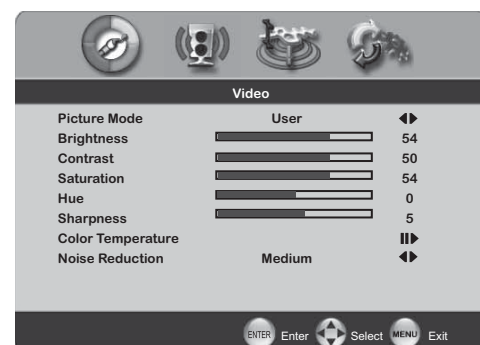 Video
Picture Mode User
Brightness 54
Contrast 50
Saturation 54
Hue 0
Sharpness 5
Color Temperature
Noise Reduction Medium
ENTER Enter Select MENU Exit